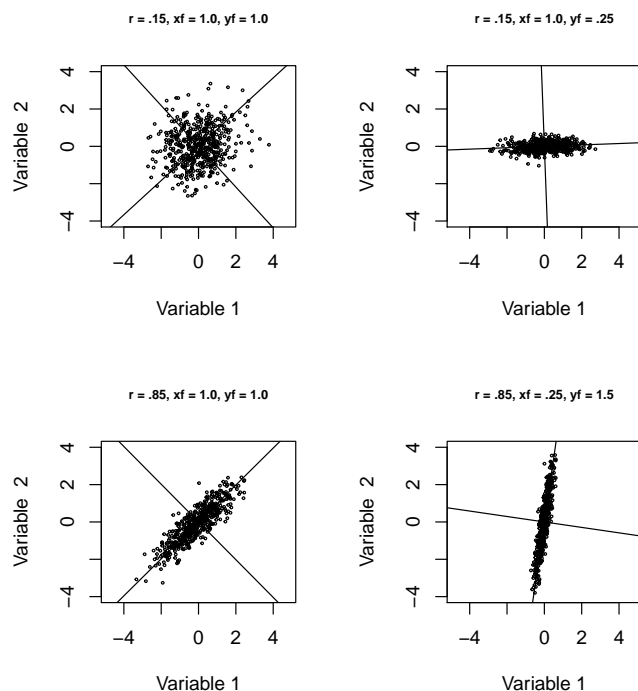 r = .15, xf = 1.0, yf = 1.0
4
2
0
−4
Variable 2
−4
0
2
4
Variable 1
r = .15, xf = 1.0, yf = .25
4
2
0
−4
Variable 2
−4
0
2
4
Variable 1
r = .85, xf = 1.0, yf = 1.0
4
2
0
−4
Variable 2
−4
0
2
4
Variable 1
r = .85, xf = .25, yf = 1.5
4
2
0
−4
Variable 2
−4
0
2
4
Variable 1